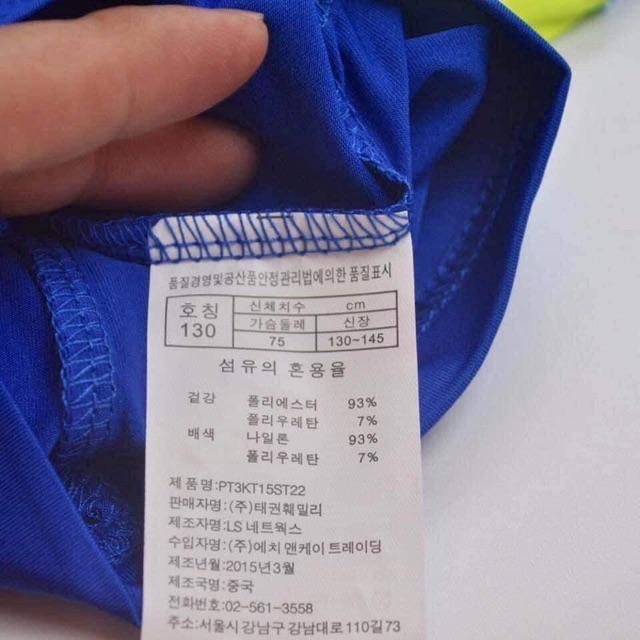 품질경영및공산품안전관리법에의한 품질표시
호칭 신체치수 cm
130 가슴둘레 신장
75 130~145
섬유의 혼용율
겉감 폴리에스터 93%
폴리우레탄 7%
배색 나일론 93%
폴리우레탄 7%
제 품 명:PT3KT15ST22
판매자명:(주)태권훼밀리
제조자명:LS 네트웍스
수입자명:(주)에치 앤케이 트레이딩
제조년월:2015년3월
제조국명:중국
전화번호:02-561-3558
주소:서울시강남구 강남대로110길73